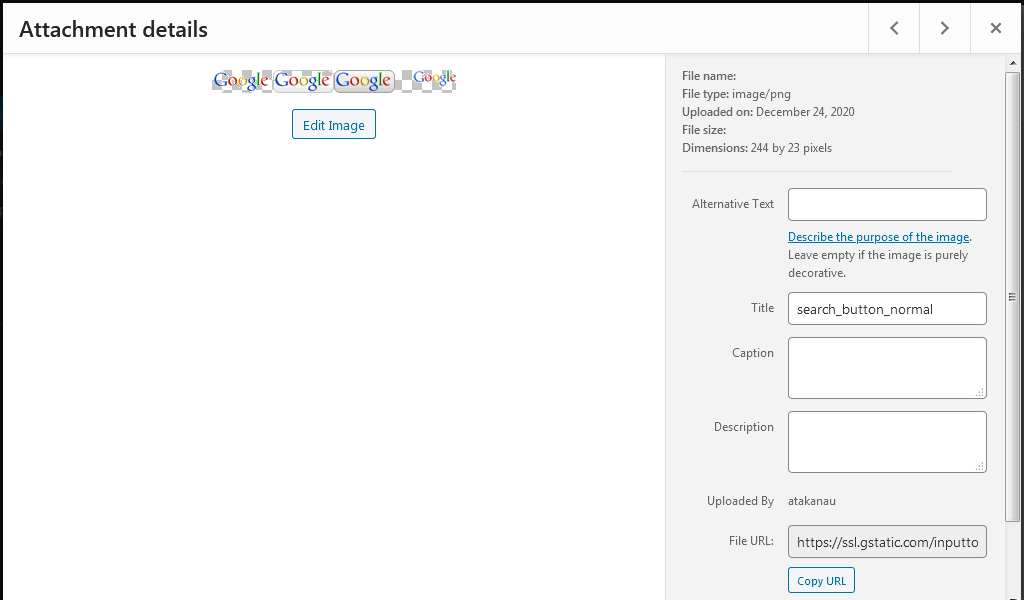 Attachment details
Google Google Google Google
Edit Image
File name:
File type: image/png
Uploaded on: December 24, 2020
File size:
Dimensions: 244 by 23 pixels
Alternative Text
Describe the purpose of the image.
Leave empty if the image is purely
decorative.
Title search_button_normal
Caption
Description
Uploaded By atakanau
File URL: https://ssl.gstatic.com/inputto
Copy URL